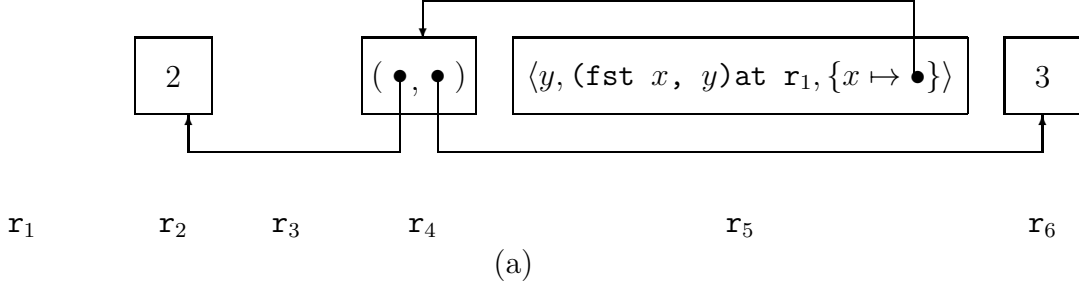 2 ( • , • ) ⟨y, (fst x, y)at r₁, {x ↦ •}⟩ 3
r₁ r₂ r₃ r₄ r₅ r₆
(a)